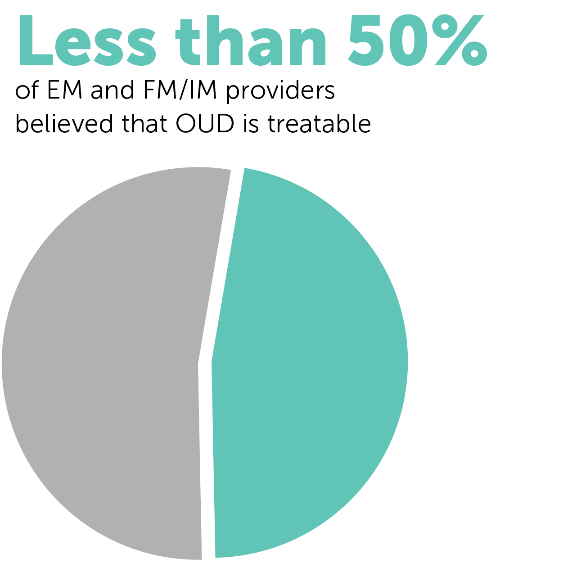 Less than 50%
of EM and FM/IM providers
believed that OUD is treatable